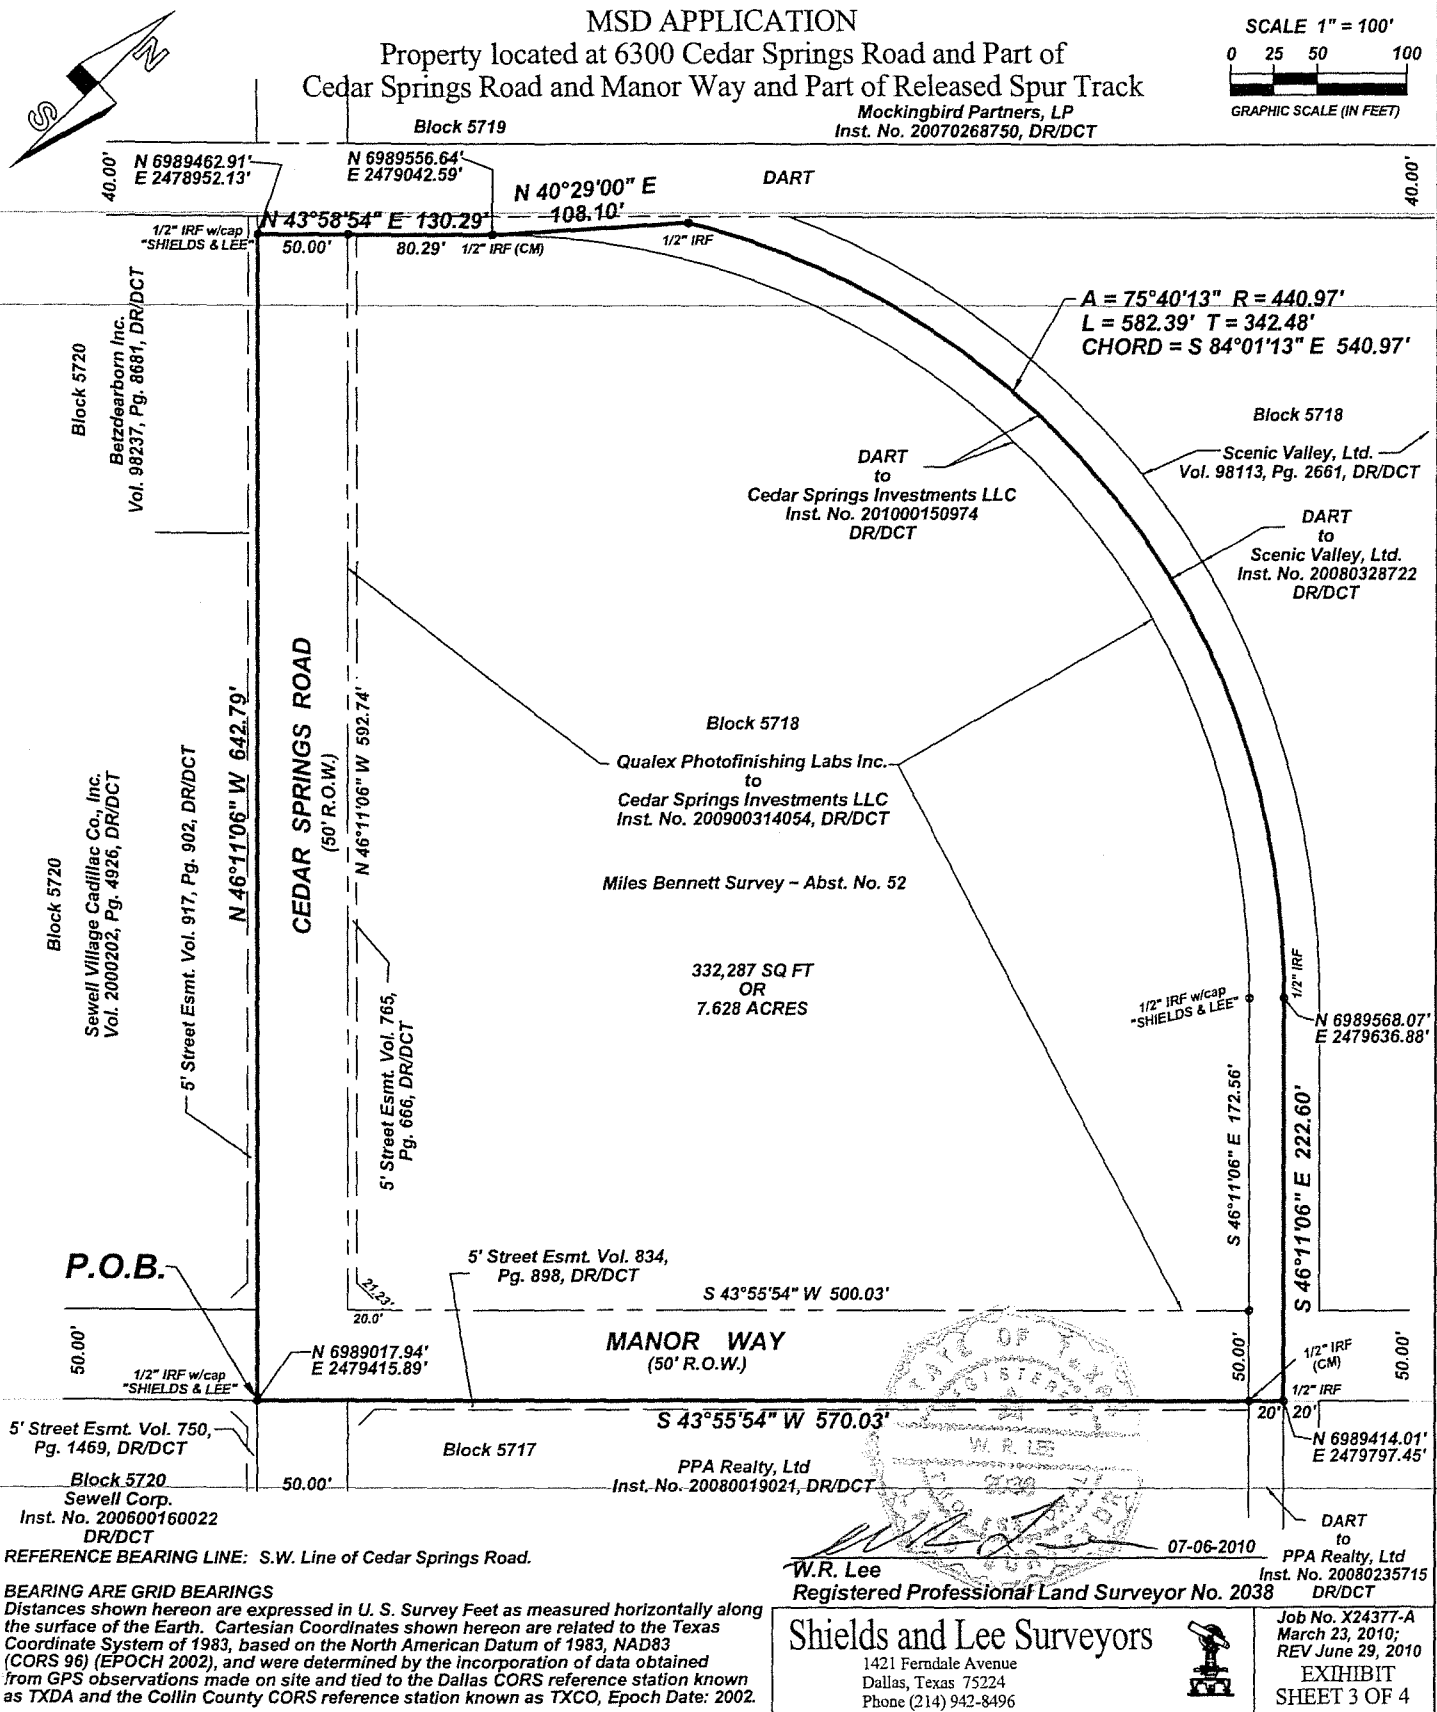 MSD APPLICATION
Property located at 6300 Cedar Springs Road and Part of
Cedar Springs Road and Manor Way and Part of Released Spur Track
SCALE 1" = 100'
0 25 50 100
GRAPHIC SCALE (IN FEET)
N
S
Mockingbird Partners, LP
Inst. No. 20070268750, DR/DCT
Block 5719
40.00'
N 6989462.91'
E 2478952.13'
N 6989556.64'
E 2479042.59'
N 40°29'00" E
108.10'
DART
40.00'
N 43°58'54" E 130.29'
1/2" IRF w/cap
"SHIELDS & LEE"
50.00'
80.29'
1/2" IRF (CM)
1/2" IRF
A = 75°40'13" R = 440.97'
L = 582.39' T = 342.48'
CHORD = S 84°01'13" E 540.97'
Block 5720
Betzdearborn Inc.
Vol. 98237, Pg. 8681, DR/DCT
Block 5718
Scenic Valley, Ltd.
Vol. 98113, Pg. 2661, DR/DCT
DART
to
Cedar Springs Investments LLC
Inst. No. 201000150974
DR/DCT
DART
to
Scenic Valley, Ltd.
Inst. No. 20080328722
DR/DCT
Block 5720
Sewell Village Cadillac Co., Inc.
Vol. 2000202, Pg. 4926, DR/DCT
5' Street Esmt. Vol. 917, Pg. 902, DR/DCT
N 46°11'06" W 642.79'
CEDAR SPRINGS ROAD
(50' R.O.W.)
N 46°11'06" W 592.74'
5' Street Esmt. Vol. 765,
Pg. 666, DR/DCT
Block 5718
Qualex Photofinishing Labs Inc.
to
Cedar Springs Investments LLC
Inst. No. 200900314054, DR/DCT
Miles Bennett Survey – Abst. No. 52
332,287 SQ FT
OR
7.628 ACRES
1/2" IRF w/cap
"SHIELDS & LEE"
1/2" IRF
N 6989568.07'
E 2479636.88'
S 46°11'06" E 172.56'
S 46°11'06" E 222.60'
P.O.B.
5' Street Esmt. Vol. 834,
Pg. 898, DR/DCT
21.23'
20.0'
S 43°55'54" W 500.03'
50.00'
N 6989017.94'
E 2479415.89'
MANOR WAY
(50' R.O.W.)
50.00'
1/2" IRF
(CM)
50.00'
1/2" IRF w/cap
"SHIELDS & LEE"
1/2" IRF
20' 20'
S 43°55'54" W 570.03'
5' Street Esmt. Vol. 750,
Pg. 1469, DR/DCT
Block 5717
N 6989414.01'
E 2479797.45'
PPA Realty, Ltd
Inst. No. 20080019021, DR/DCT
50.00'
Block 5720
Sewell Corp.
Inst. No. 200600160022
DR/DCT
STATE OF TEXAS
REGISTERED
W. R. LEE
2038
DART
to
PPA Realty, Ltd
Inst. No. 20080235715
DR/DCT
REFERENCE BEARING LINE: S.W. Line of Cedar Springs Road.
07-06-2010
W.R. Lee
Registered Professional Land Surveyor No. 2038
BEARING ARE GRID BEARINGS
Distances shown hereon are expressed in U. S. Survey Feet as measured horizontally along
the surface of the Earth. Cartesian Coordinates shown hereon are related to the Texas
Coordinate System of 1983, based on the North American Datum of 1983, NAD83
(CORS 96) (EPOCH 2002), and were determined by the incorporation of data obtained
from GPS observations made on site and tied to the Dallas CORS reference station known
as TXDA and the Collin County CORS reference station known as TXCO, Epoch Date: 2002.
Shields and Lee Surveyors
1421 Ferndale Avenue
Dallas, Texas 75224
Phone (214) 942-8496
Job No. X24377-A
March 23, 2010;
REV June 29, 2010
EXIHIBIT
SHEET 3 OF 4